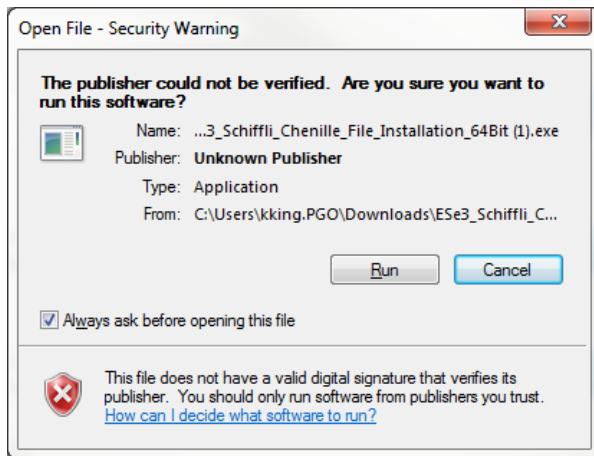 Open File - Security Warning
The publisher could not be verified. Are you sure you want to
run this software?
Name: ...3_Schiffli_Chenille_File_Installation_64Bit (1).exe
Publisher: Unknown Publisher
Type: Application
From: C:\Users\kking.PGO\Downloads\ESe3_Schiffli_C...
Run Cancel
Always ask before opening this file
This file does not have a valid digital signature that verifies its
publisher. You should only run software from publishers you trust.
How can I decide what software to run?